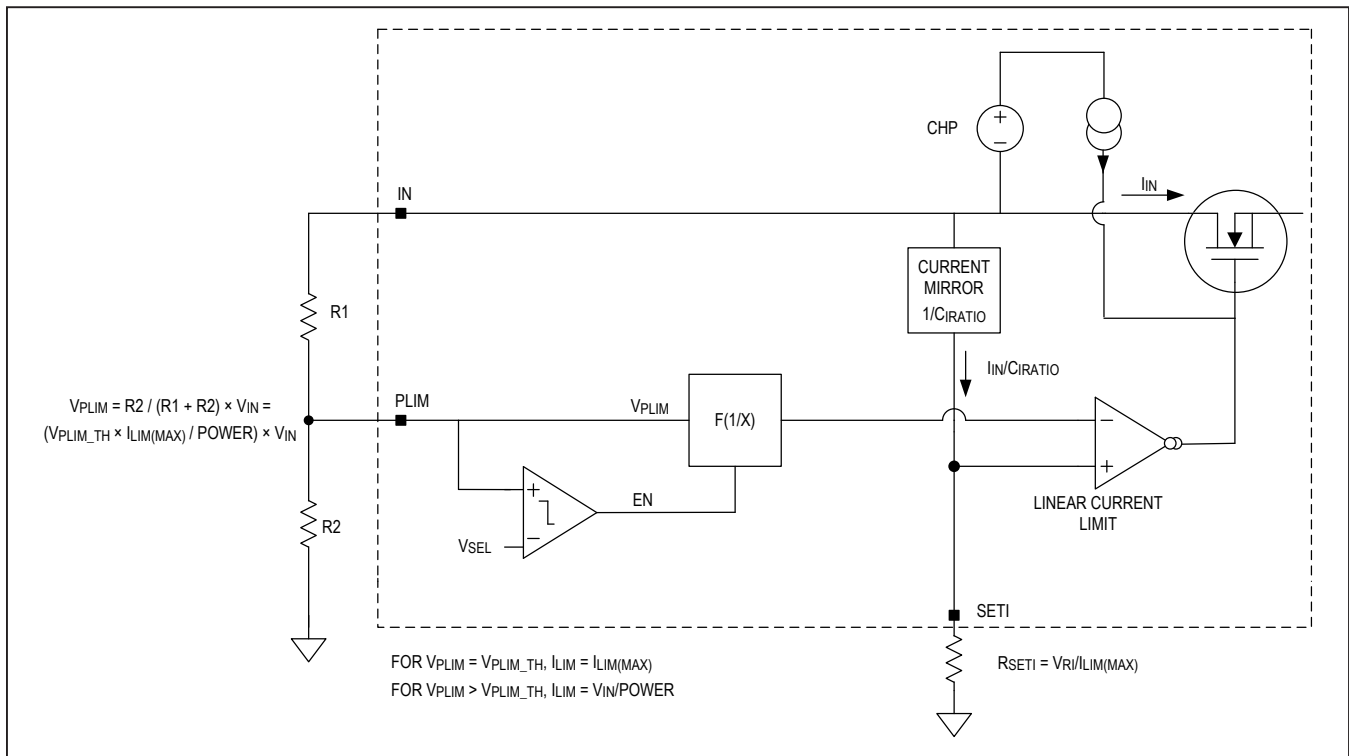 CHP
IN
IIN
CURRENT
MIRROR
1/CIRATIO
R1
IIN/CIRATIO
VPLIM = R2 / (R1 + R2) × VIN =
(VPLIM_TH × ILIM(MAX) / POWER) × VIN
PLIM
VPLIM
F(1/X)
−
+
LINEAR CURRENT
LIMIT
EN
VSEL
R2
SETI
RSETI = VRI/ILIM(MAX)
FOR VPLIM = VPLIM_TH, ILIM = ILIM(MAX)
FOR VPLIM > VPLIM_TH, ILIM = VIN/POWER